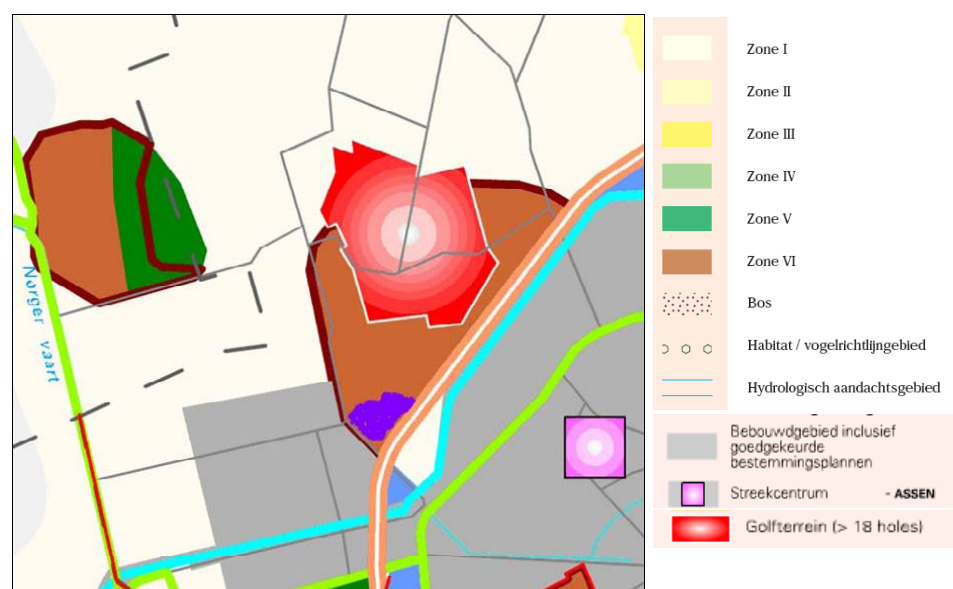 Norger vaart
Zone I
Zone II
Zone III
Zone IV
Zone V
Zone VI
Bos
Habitat / vogelrichtlijngebied
Hydrologisch aandachtsgebied
Bebouwdgebied inclusief
goedgekeurde
bestemmingsplannen
Streekcentrum - ASSEN
Golfterrein (> 18 holes)